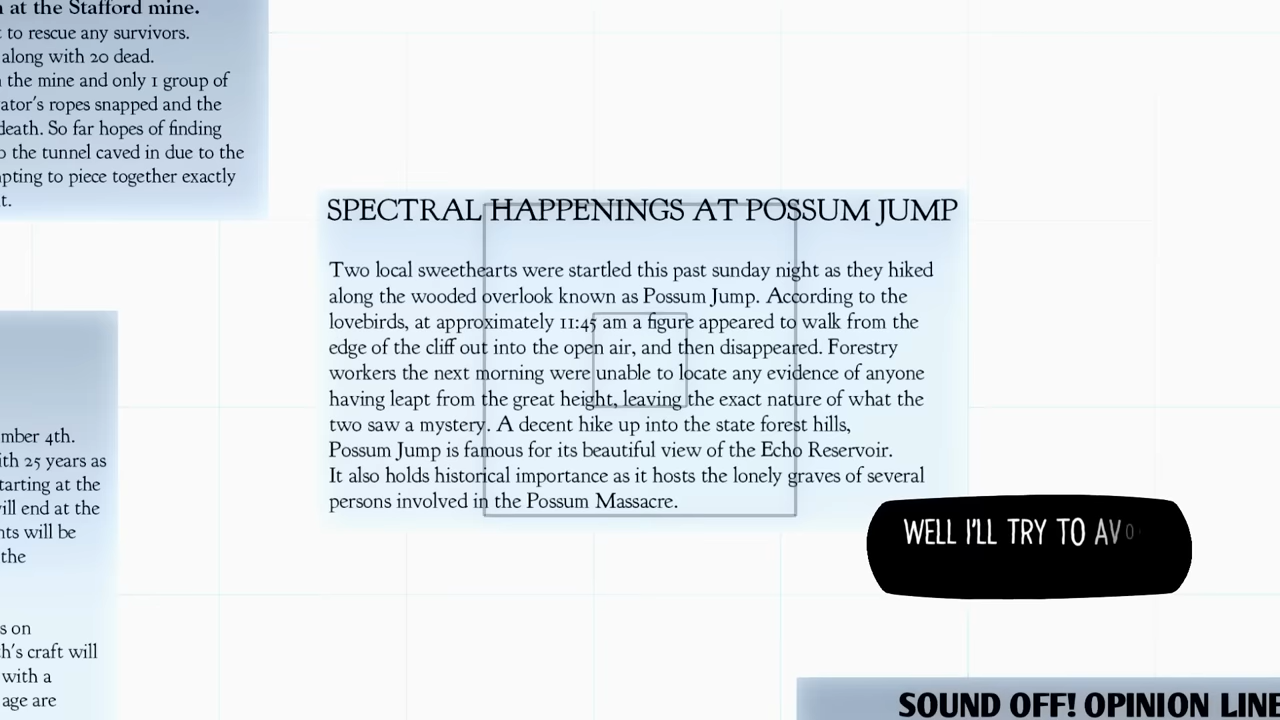 at the Stafford mine.
to rescue any survivors.
along with 20 dead.
the mine and only 1 group of
ator's ropes snapped and the
death. So far hopes of finding
the tunnel caved in due to the
pting to piece together exactly
t.
SPECTRAL HAPPENINGS AT POSSUM JUMP
Two local sweethearts were startled this past sunday night as they hiked
along the wooded overlook known as Possum Jump. According to the
lovebirds, at approximately 11:45 am a figure appeared to walk from the
edge of the cliff out into the open air, and then disappeared. Forestry
workers the next morning were unable to locate any evidence of anyone
having leapt from the great height, leaving the exact nature of what the
two saw a mystery. A decent hike up into the state forest hills,
Possum Jump is famous for its beautiful view of the Echo Reservoir.
It also holds historical importance as it hosts the lonely graves of several
persons involved in the Possum Massacre.
mber 4th.
ith 25 years as
tarting at the
ill end at the
nts will be
the
s on
h's craft will
with a
age are
WELL I'LL TRY TO AVO
SOUND OFF! OPINION LINE